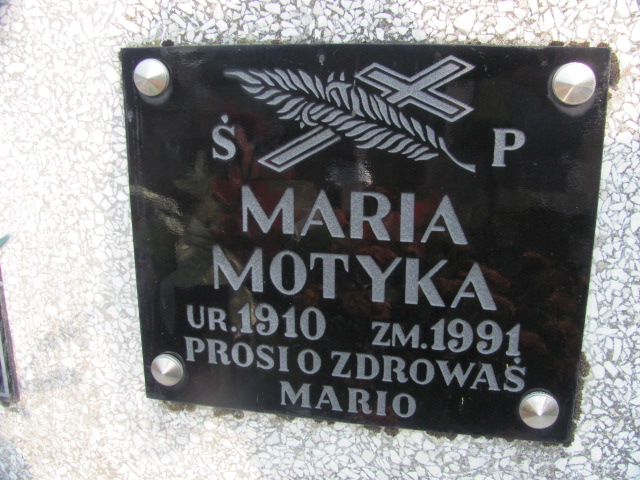 Ś P
MARIA
MOTYKA
UR.1910 ZM.1991
PROSI O ZDROWAŚ
MARIO